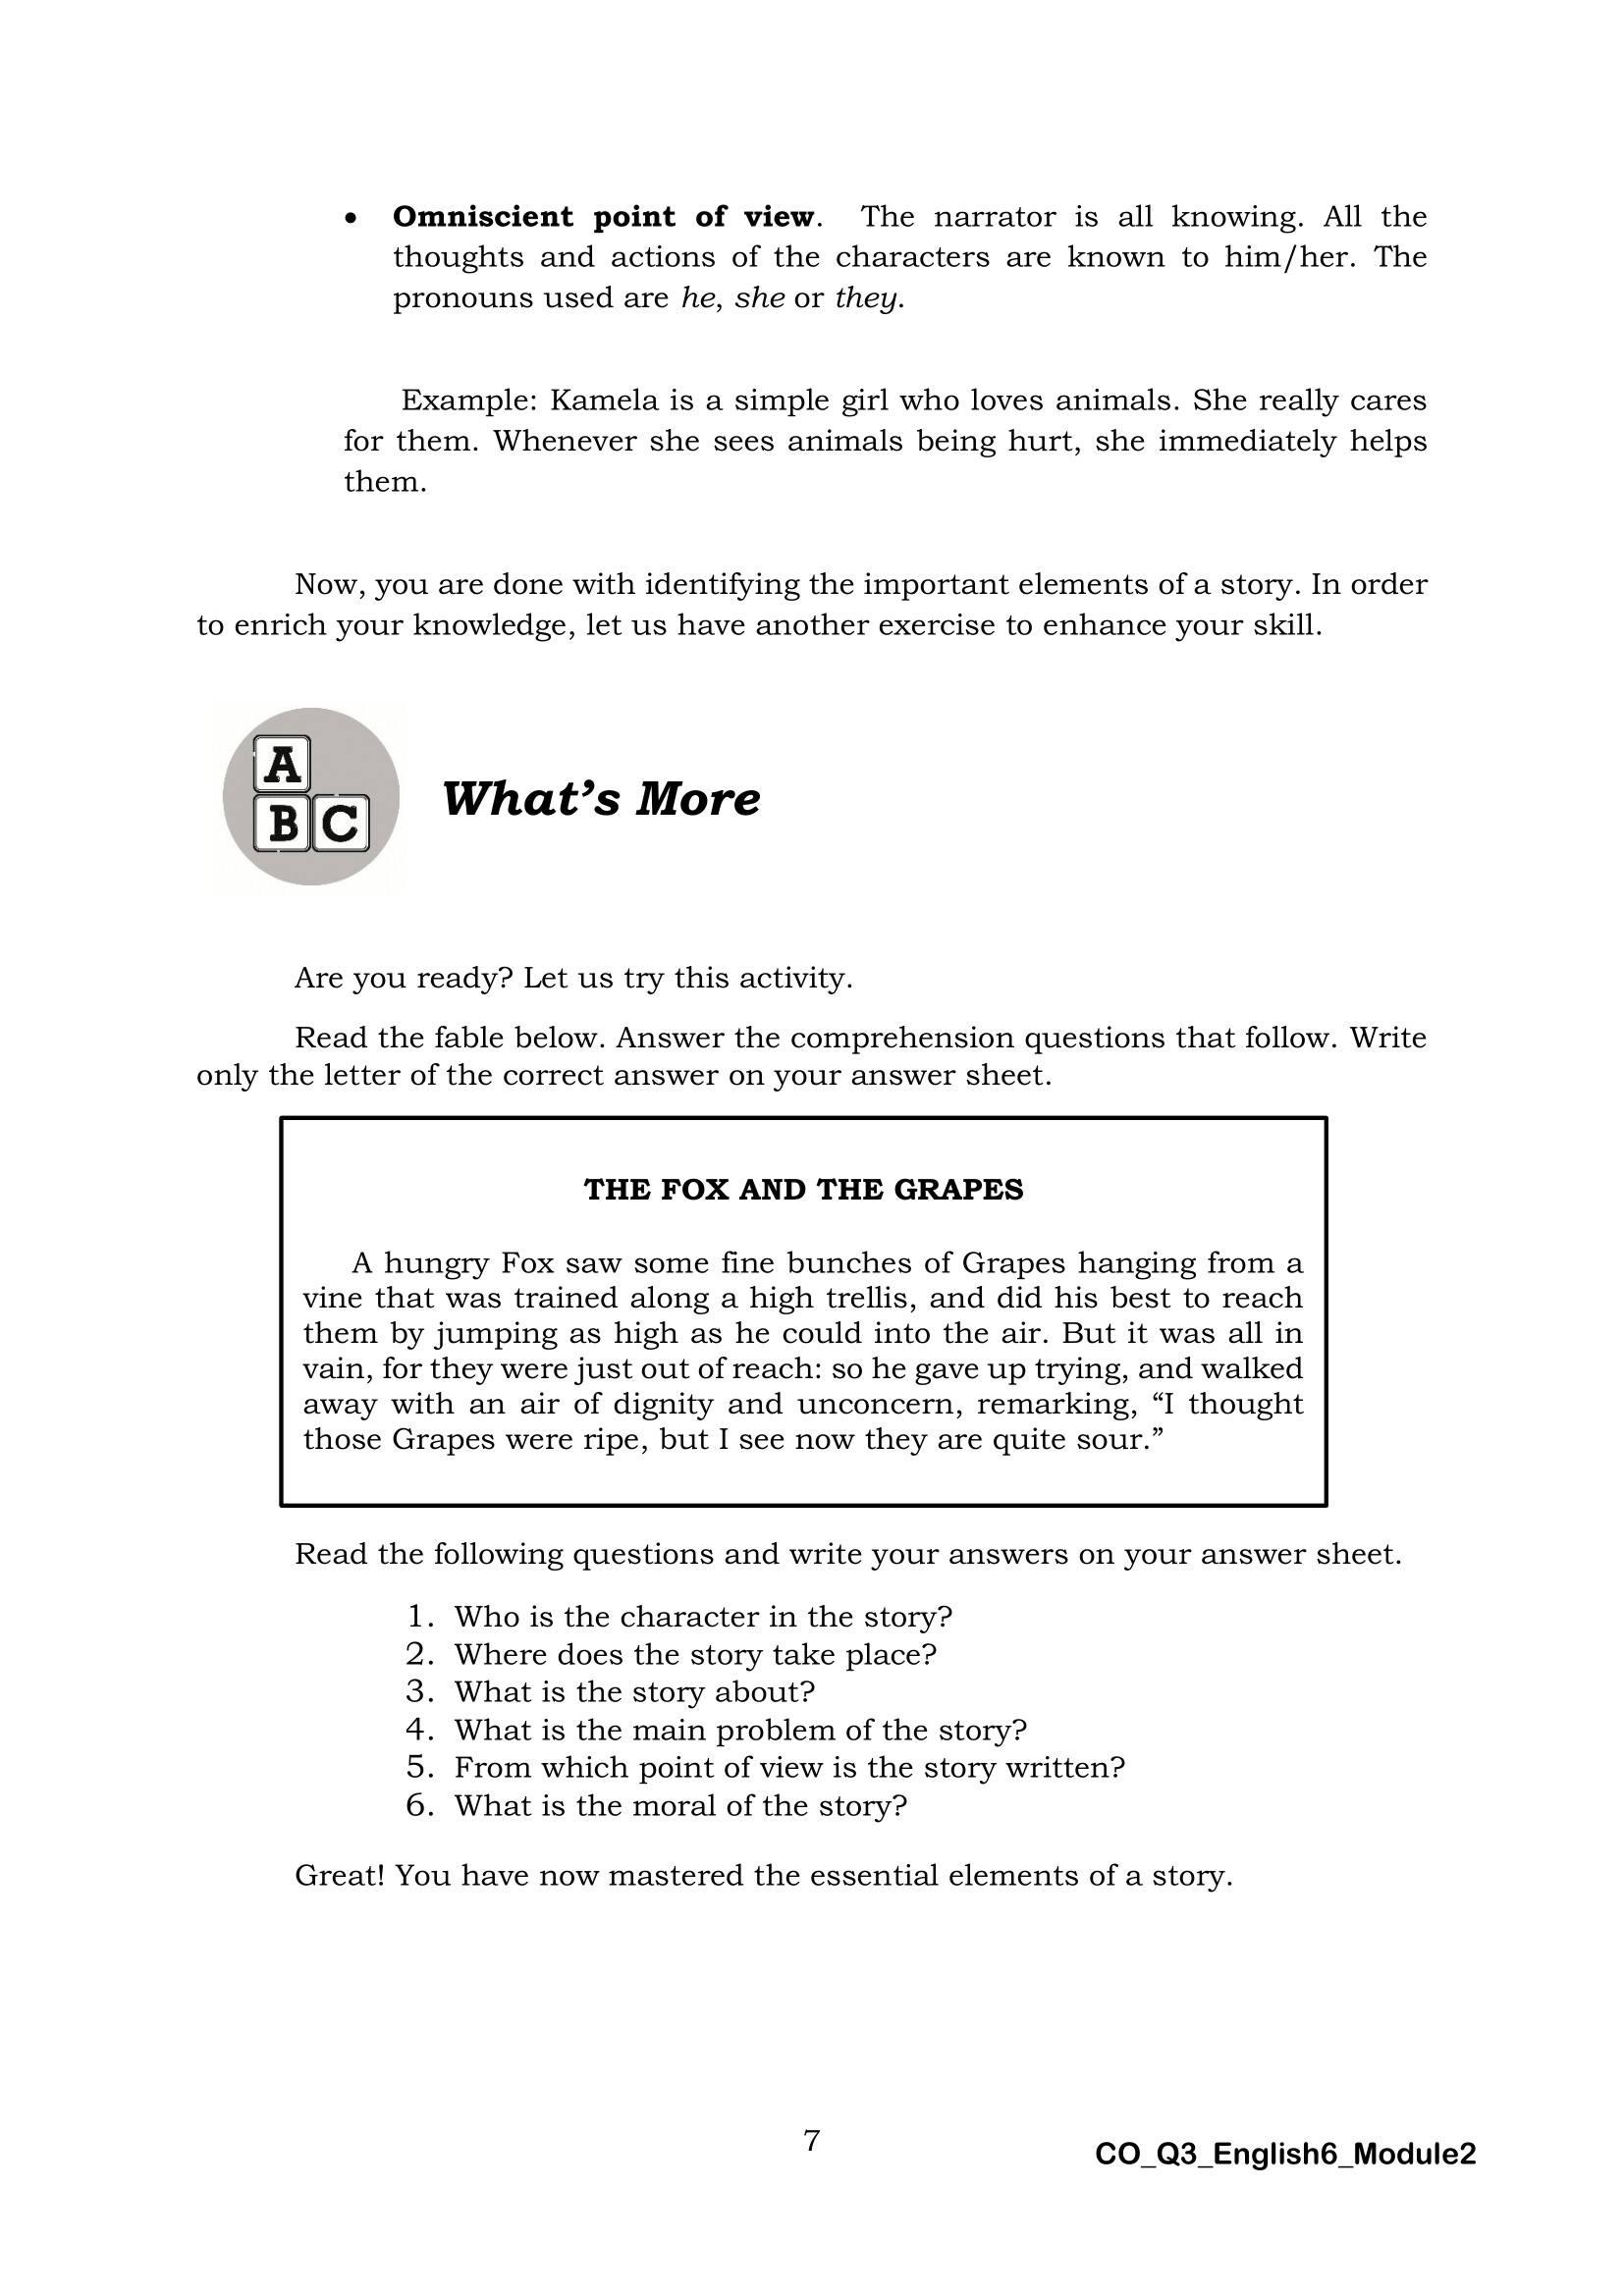 • Omniscient point of view. The narrator is all knowing. All the
thoughts and actions of the characters are known to him/her. The
pronouns used are he, she or they.
Example: Kamela is a simple girl who loves animals. She really cares
for them. Whenever she sees animals being hurt, she immediately helps
them.
Now, you are done with identifying the important elements of a story. In order
to enrich your knowledge, let us have another exercise to enhance your skill.
A
B C
What’s More
Are you ready? Let us try this activity.
Read the fable below. Answer the comprehension questions that follow. Write
only the letter of the correct answer on your answer sheet.
THE FOX AND THE GRAPES
A hungry Fox saw some fine bunches of Grapes hanging from a
vine that was trained along a high trellis, and did his best to reach
them by jumping as high as he could into the air. But it was all in
vain, for they were just out of reach: so he gave up trying, and walked
away with an air of dignity and unconcern, remarking, “I thought
those Grapes were ripe, but I see now they are quite sour.”
Read the following questions and write your answers on your answer sheet.
1. Who is the character in the story?
2. Where does the story take place?
3. What is the story about?
4. What is the main problem of the story?
5. From which point of view is the story written?
6. What is the moral of the story?
Great! You have now mastered the essential elements of a story.
7
CO_Q3_English6_Module2